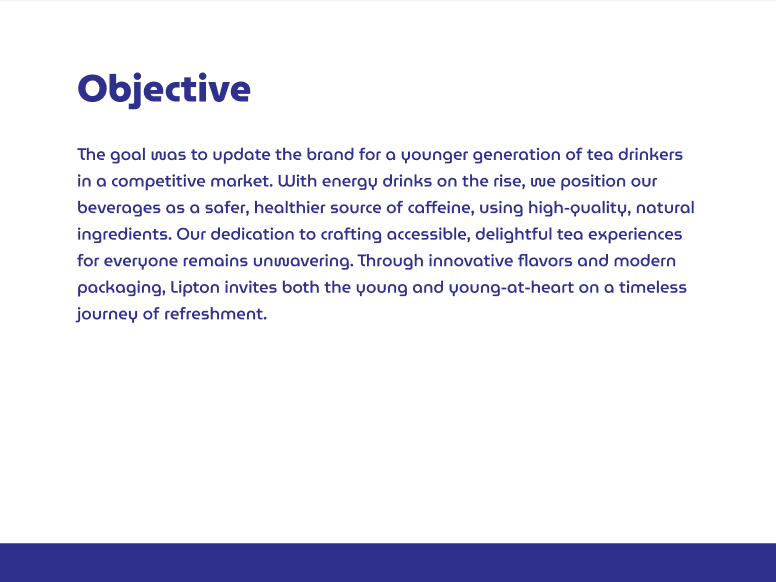 Objective
The goal was to update the brand for a younger generation of tea drinkers
in a competitive market. With energy drinks on the rise, we position our
beverages as a safer, healthier source of caffeine, using high-quality, natural
ingredients. Our dedication to crafting accessible, delightful tea experiences
for everyone remains unwavering. Through innovative flavors and modern
packaging, Lipton invites both the young and young-at-heart on a timeless
journey of refreshment.